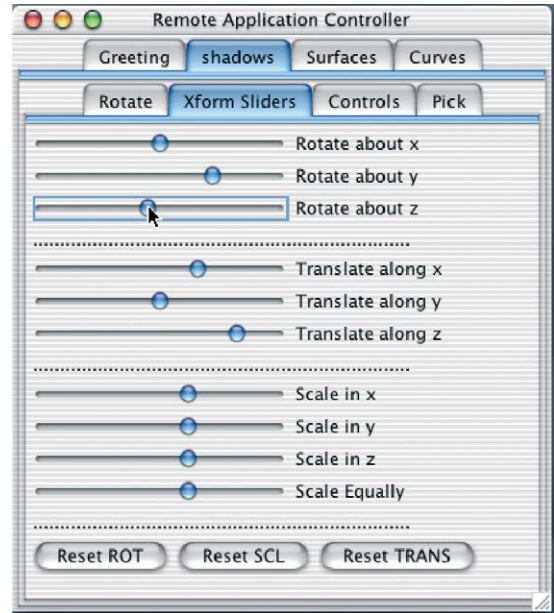 Remote Application Controller
Greeting shadows Surfaces Curves
Rotate Xform Sliders Controls Pick
Rotate about x
Rotate about y
Rotate about z
Translate along x
Translate along y
Translate along z
Scale in x
Scale in y
Scale in z
Scale Equally
Reset ROT Reset SCL Reset TRANS